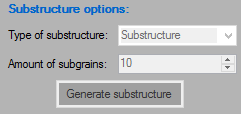 Substructure options:
Type of substructure: Substructure
Amount of subgrains: 10
Generate substructure